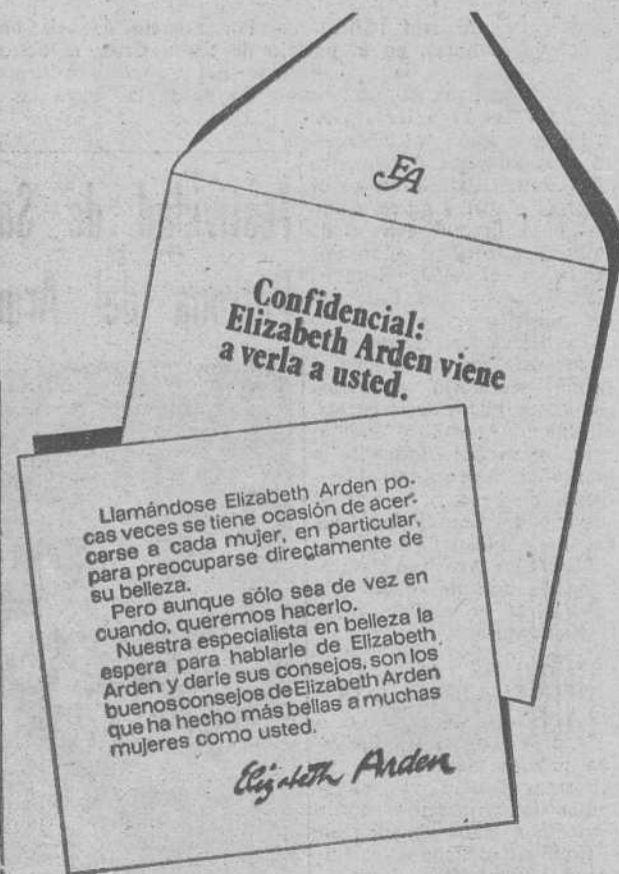 EA
Confidencial:
Elizabeth Arden viene
a verla a usted.
Llamándose Elizabeth Arden po-
cas veces se tiene ocasión de acer-
carse a cada mujer, en particular,
para preocuparse directamente de
su belleza.
Pero aunque sólo sea de vez en
cuando, queremos hacerlo.
Nuestra especialista en belleza la
espera para hablarle de Elizabeth
Arden y darle sus consejos, son los
buenos consejos de Elizabeth Arden
que ha hecho más bellas a muchas
mujeres como usted.
Elizabeth Arden